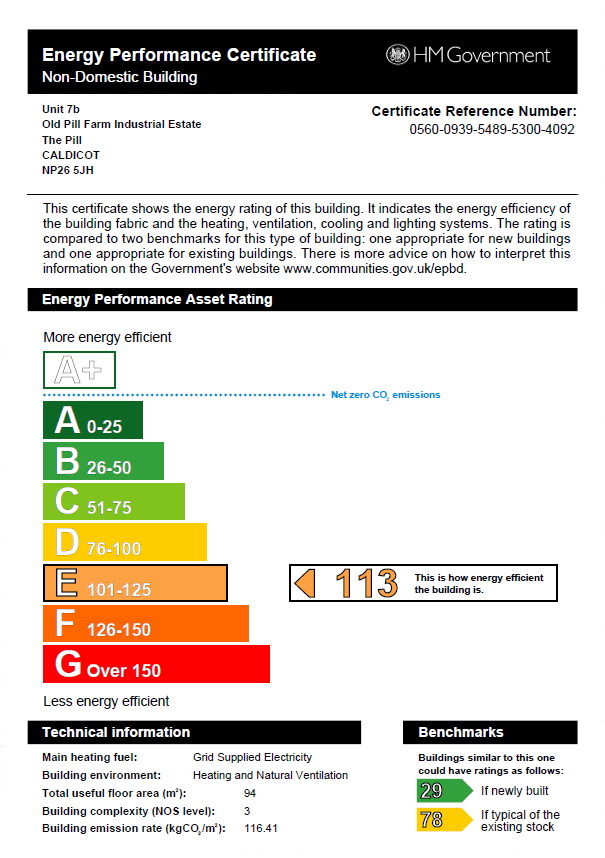 Energy Performance Certificate
Non-Domestic Building
HM Government
Unit 7b
Old Pill Farm Industrial Estate
The Pill
CALDICOT
NP26 5JH
Certificate Reference Number:
0560-0939-5489-5300-4092
This certificate shows the energy rating of this building. It indicates the energy efficiency of
the building fabric and the heating, ventilation, cooling and lighting systems. The rating is
compared to two benchmarks for this type of building: one appropriate for new buildings
and one appropriate for existing buildings. There is more advice on how to interpret this
information on the Government's website www.communities.gov.uk/epbd.
Energy Performance Asset Rating
More energy efficient
A+
Net zero CO₂ emissions
A 0-25
B 26-50
C 51-75
D 76-100
E 101-125
113
This is how energy efficient
the building is.
F 126-150
G Over 150
Less energy efficient
Technical information
Main heating fuel: Grid Supplied Electricity
Building environment: Heating and Natural Ventilation
Total useful floor area (m²): 94
Building complexity (NOS level): 3
Building emission rate (kgCO₂/m²): 116.41
Benchmarks
Buildings similar to this one
could have ratings as follows:
29 If newly built
78 If typical of the
existing stock